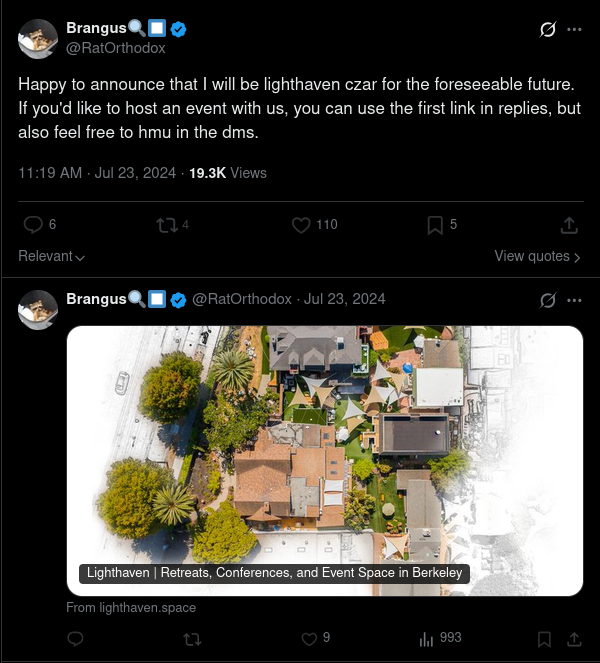 Brangus🔍⬜
@RatOrthodox
Happy to announce that I will be lighthaven czar for the foreseeable future.
If you'd like to host an event with us, you can use the first link in replies, but
also feel free to hmu in the dms.
11:19 AM · Jul 23, 2024 · 19.3K Views
6 4 110 5
Relevant View quotes
Brangus🔍⬜ @RatOrthodox · Jul 23, 2024
Lighthaven | Retreats, Conferences, and Event Space in Berkeley
From lighthaven.space
9 993